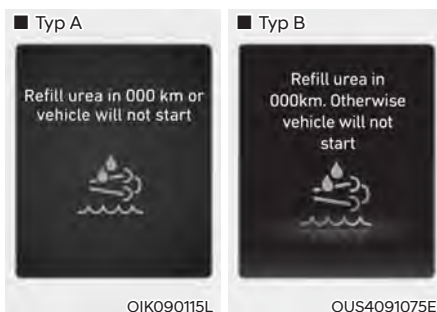 ■ Typ A
Refill urea in 000 km or
vehicle will not start
OIK090115L
■ Typ B
Refill urea in
000km. Otherwise
vehicle will not
start
OUS4091075E